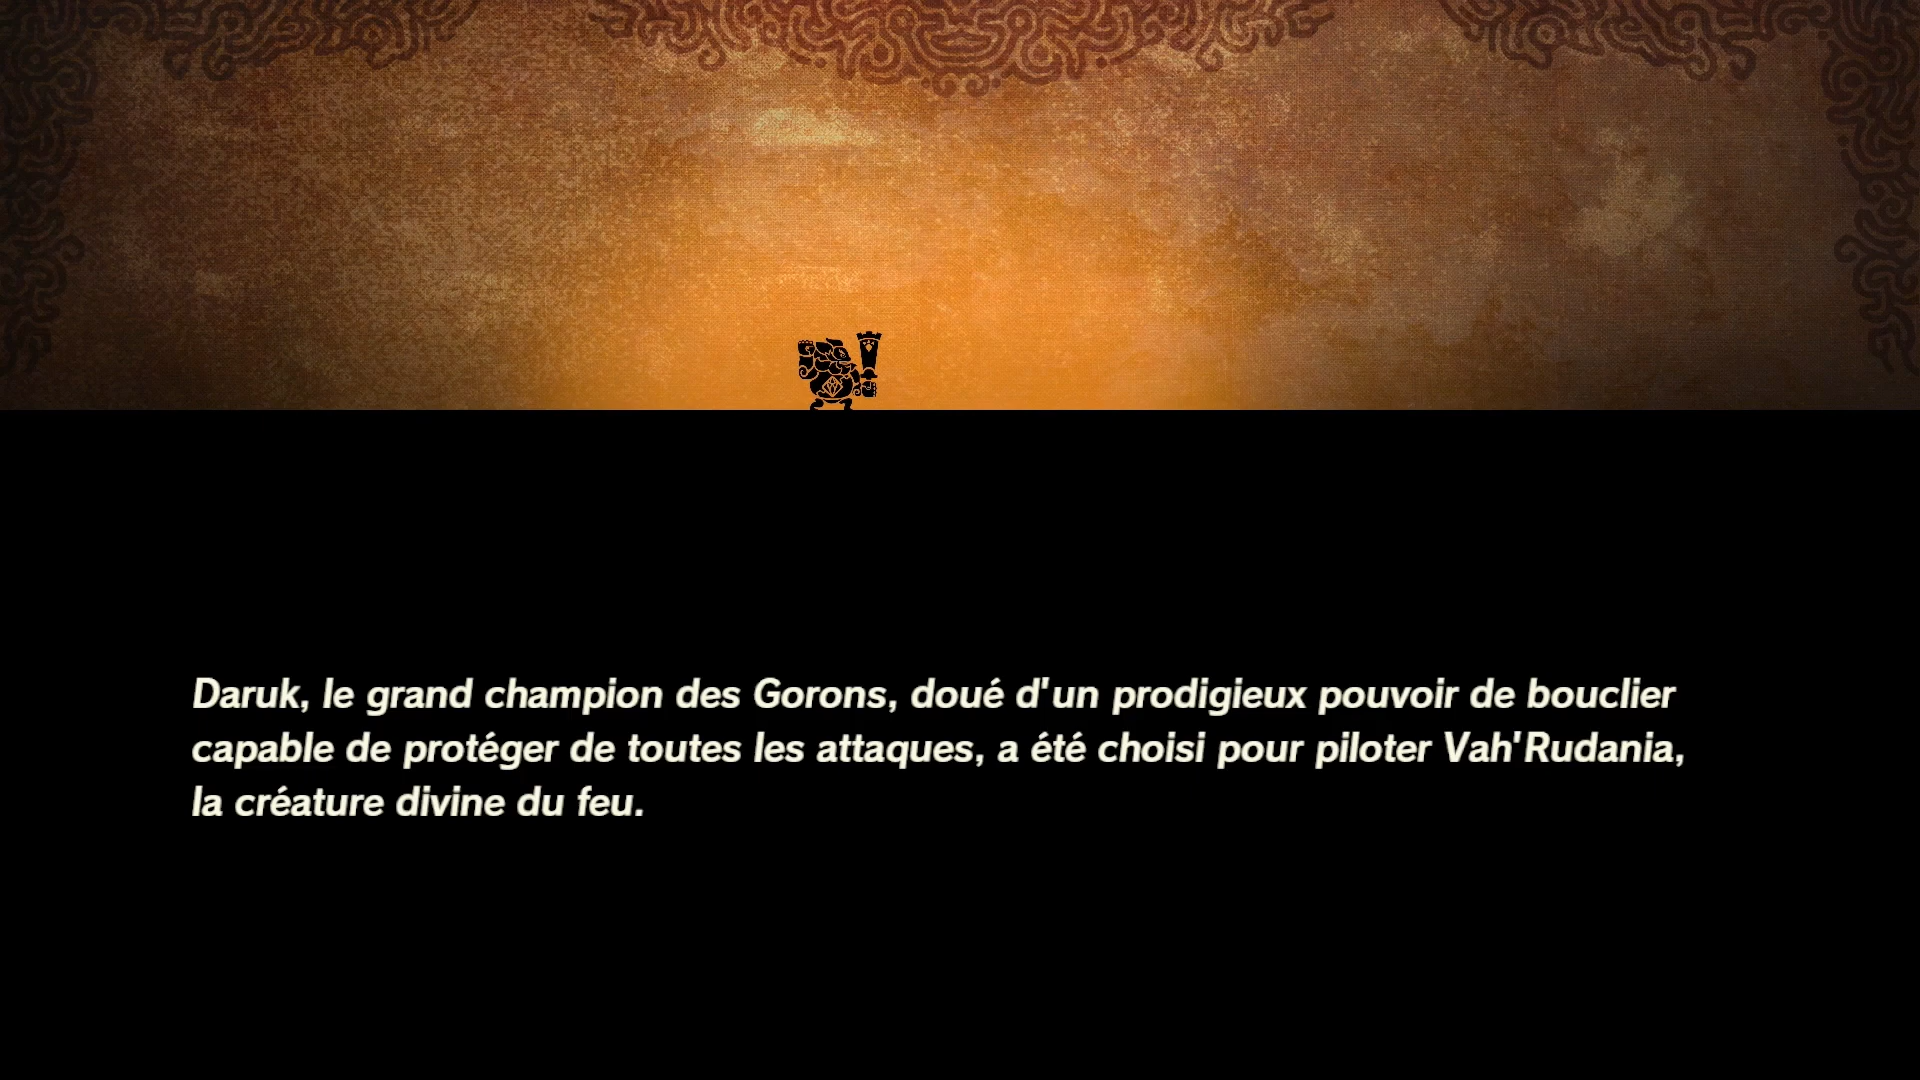 Daruk, le grand champion des Gorons, doué d'un prodigieux pouvoir de bouclier
capable de protéger de toutes les attaques, a été choisi pour piloter Vah'Rudania,
la créature divine du feu.